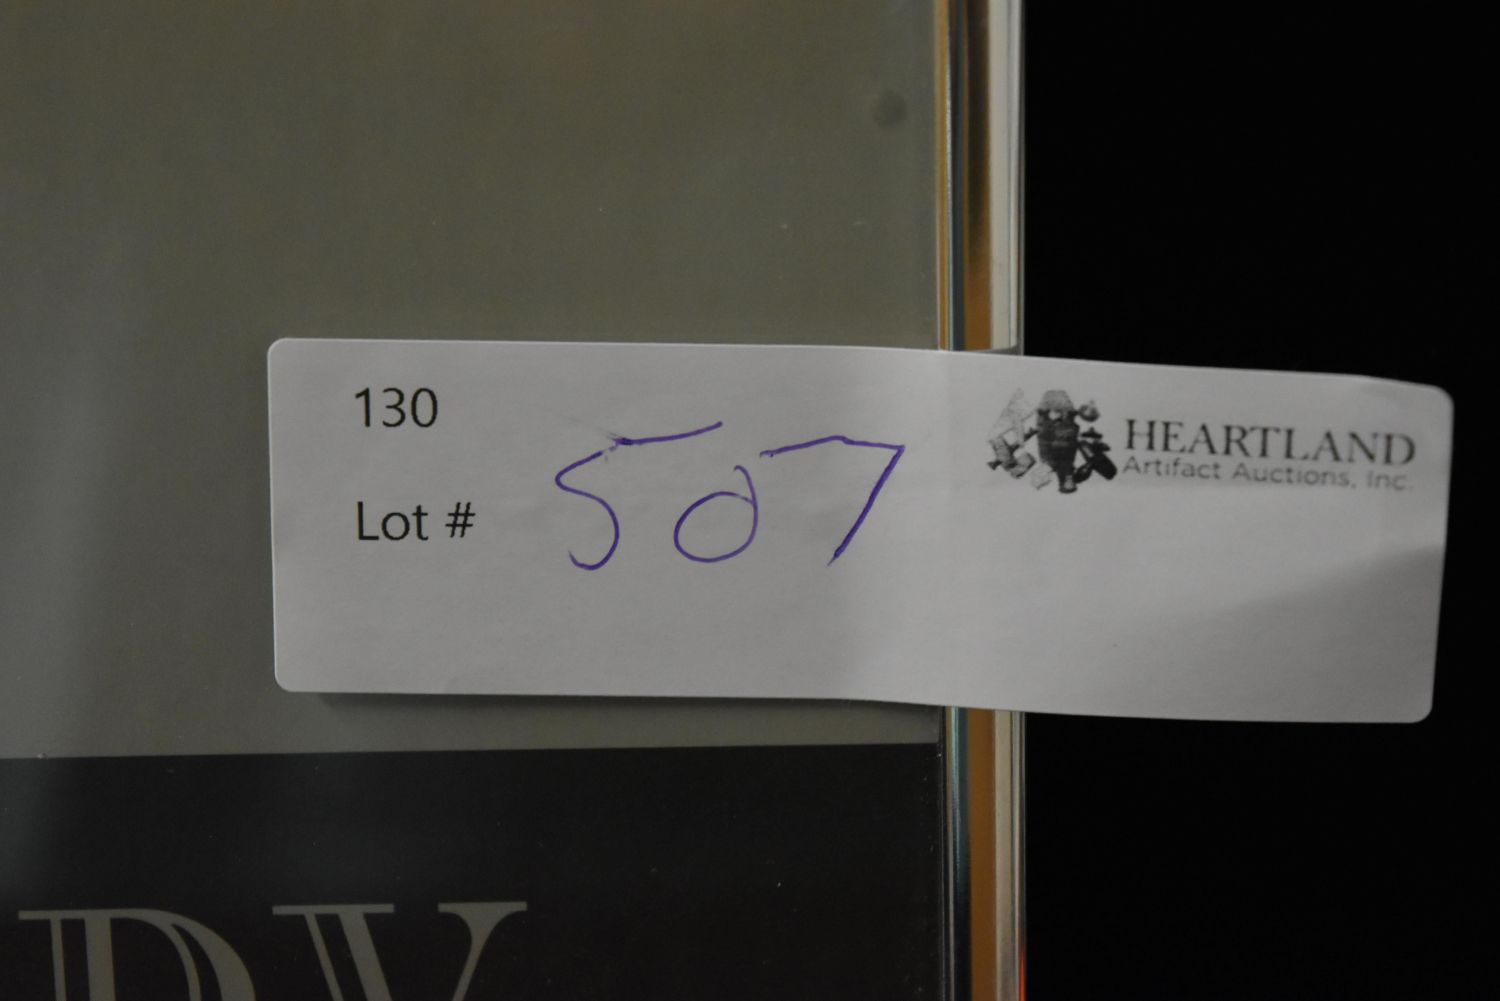 130
Lot # 507
HEARTLAND
Artifact Auctions, Inc.